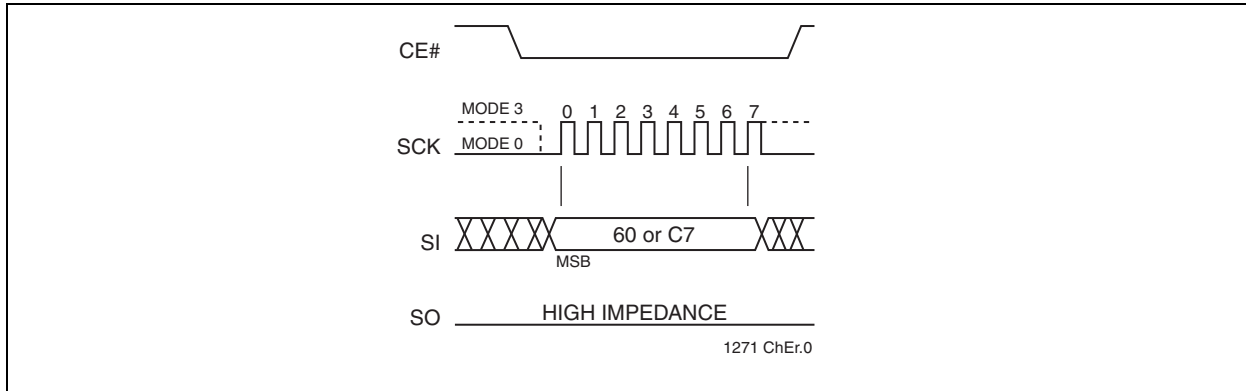 CE#
MODE 3
0 1 2 3 4 5 6 7
SCK MODE 0
SI 60 or C7
MSB
SO HIGH IMPEDANCE
1271 ChEr.0